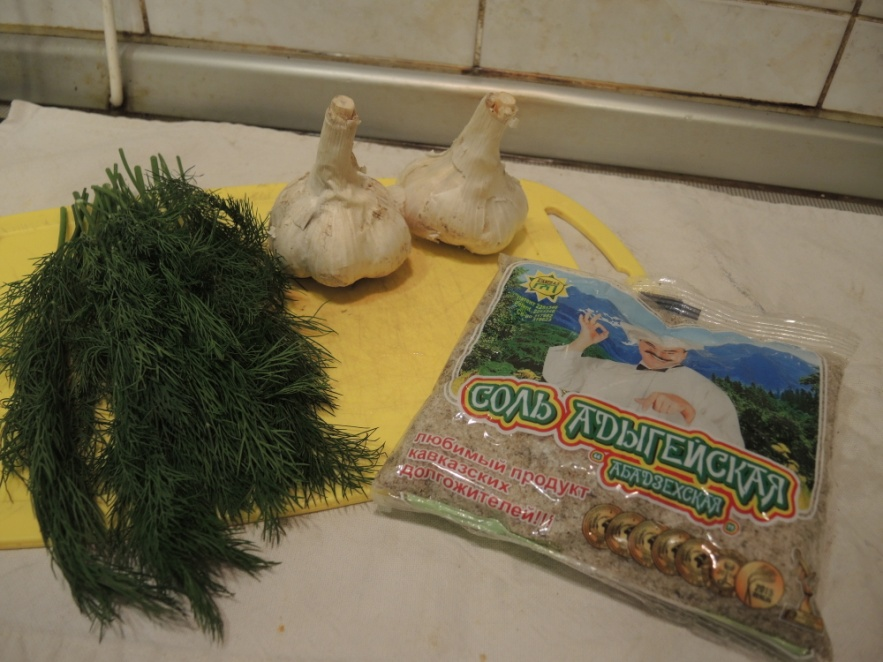 СОЛЬ АДЫГЕЙСКАЯ
АБАДЗЕХСКАЯ
любимый продукт
кавказских
долгожителей!!!